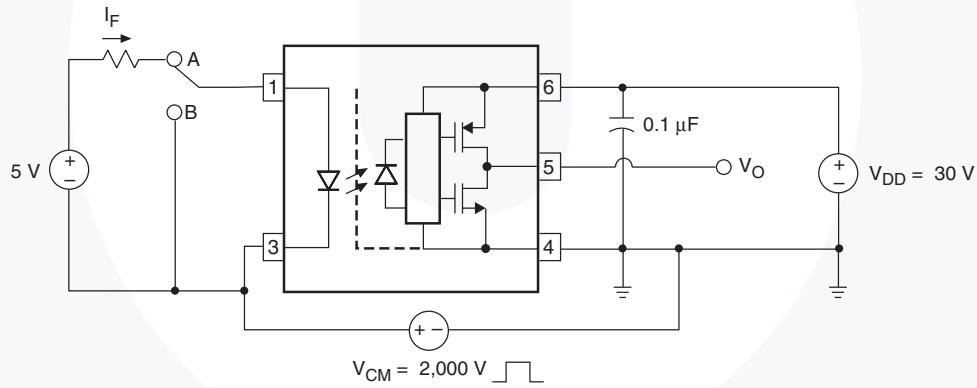 I_F
A
B
1
6
0.1 μF
5
V_O
5 V
+
−
V_DD = 30 V
+
−
3
4
+ −
V_CM = 2,000 V